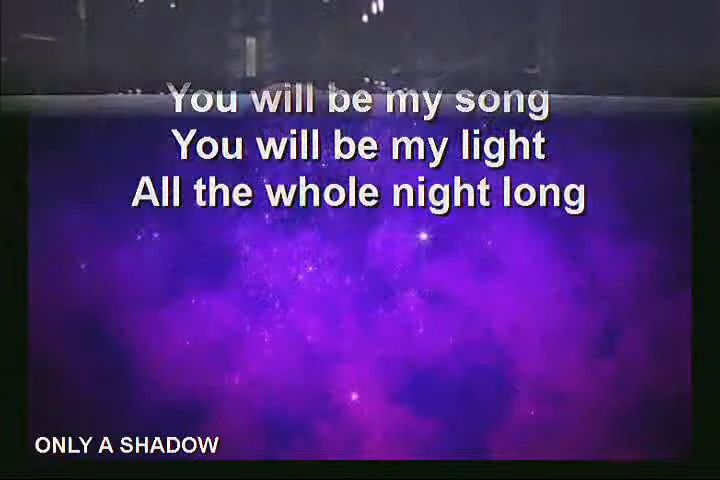 You will be my song
You will be my light
All the whole night long
ONLY A SHADOW